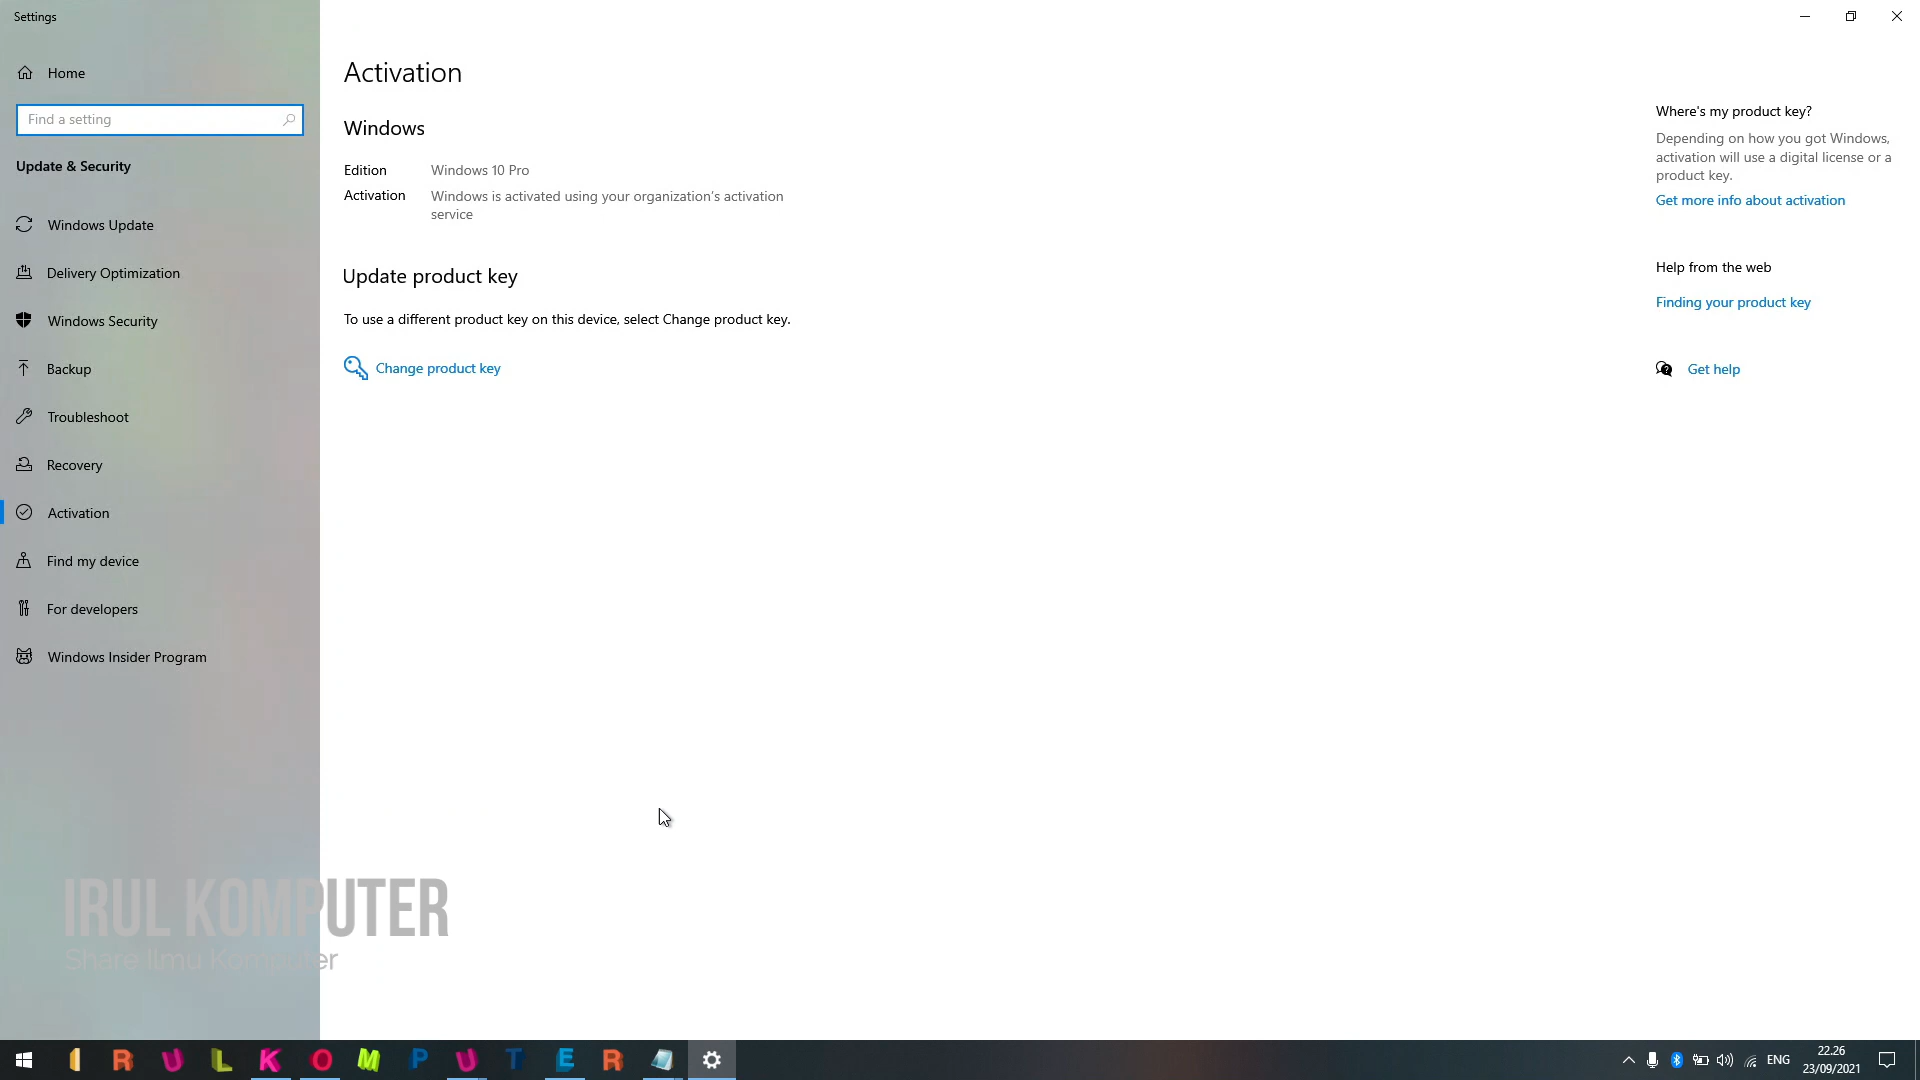 Settings
Home
Find a setting
Update & Security
Windows Update
Delivery Optimization
Windows Security
Backup
Troubleshoot
Recovery
Activation
Find my device
For developers
Windows Insider Program
Activation
Windows
Edition Windows 10 Pro
Activation Windows is activated using your organization's activation
service
Update product key
To use a different product key on this device, select Change product key.
Change product key
Where's my product key?
Depending on how you got Windows,
activation will use a digital license or a
product key.
Get more info about activation
Help from the web
Finding your product key
Get help
IRUL KOMPUTER
Share Ilmu Komputer
I R U L K O M P U T E R
ENG
22.26
23/09/2021